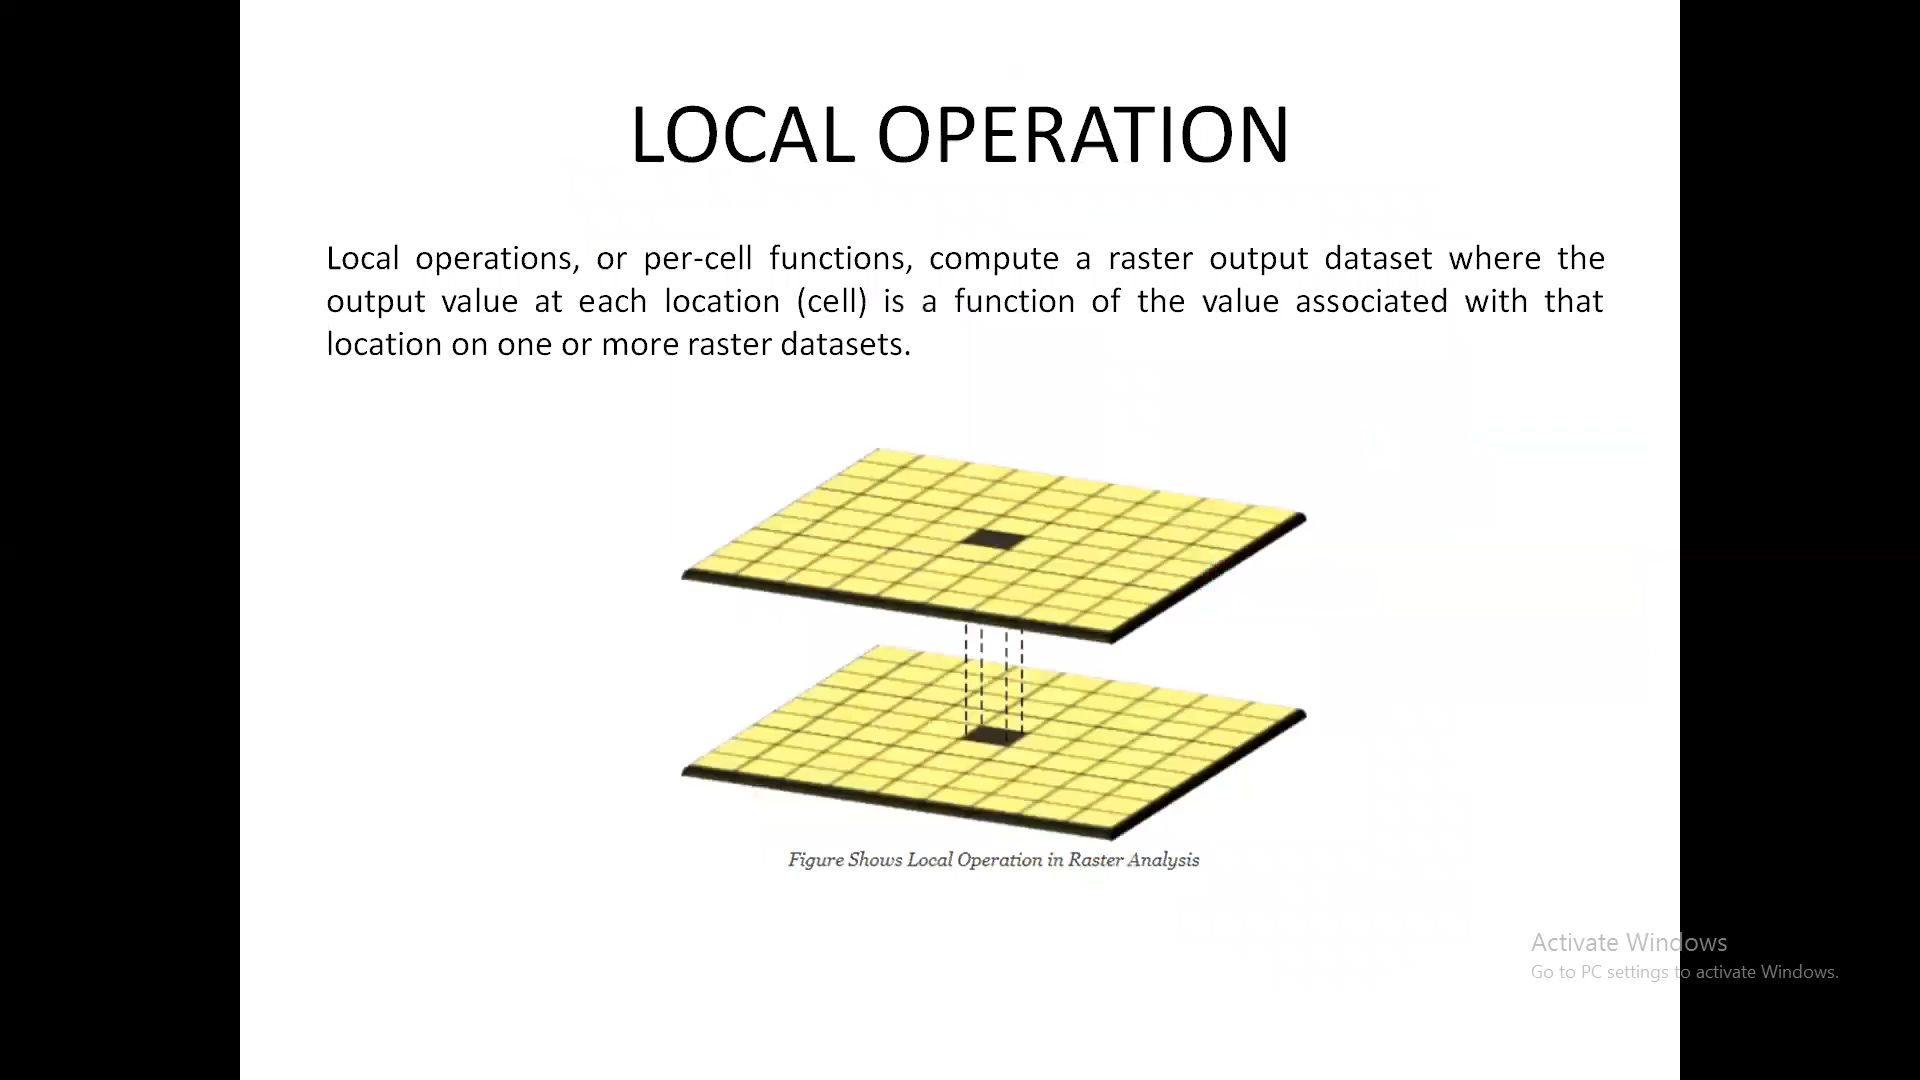 LOCAL OPERATION
Local operations, or per-cell functions, compute a raster output dataset where the
output value at each location (cell) is a function of the value associated with that
location on one or more raster datasets.
Figure Shows Local Operation in Raster Analysis
Activate Windows
Go to PC settings to activate Windows.